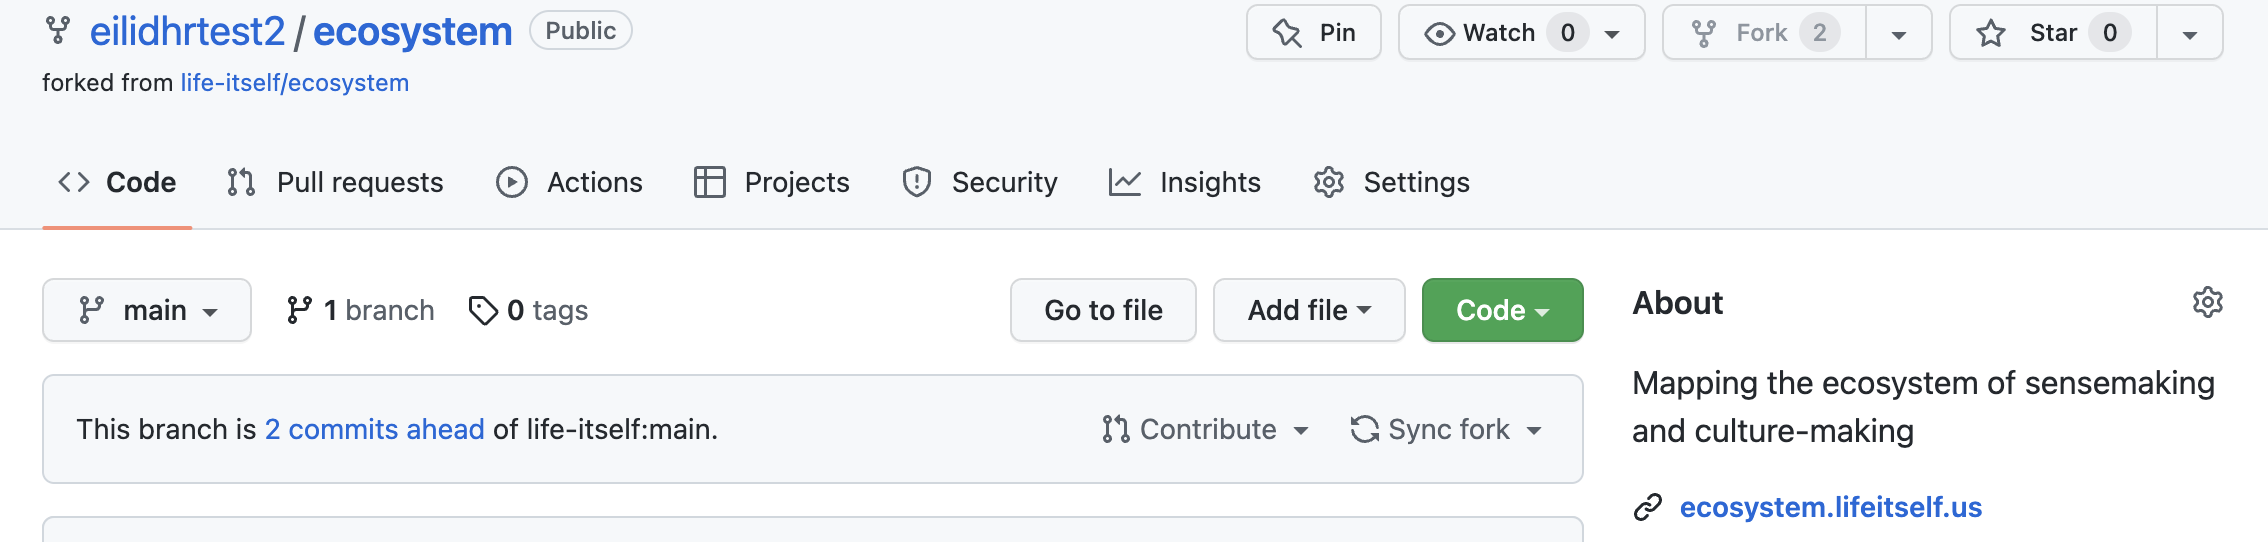 eilidhrtest2 / ecosystem Public Pin Watch 0 Fork 2 Star 0
forked from life-itself/ecosystem
Code Pull requests Actions Projects Security Insights Settings
main 1 branch 0 tags Go to file Add file Code About
Mapping the ecosystem of sensemaking
and culture-making
This branch is 2 commits ahead of life-itself:main. Contribute Sync fork
ecosystem.lifeitself.us